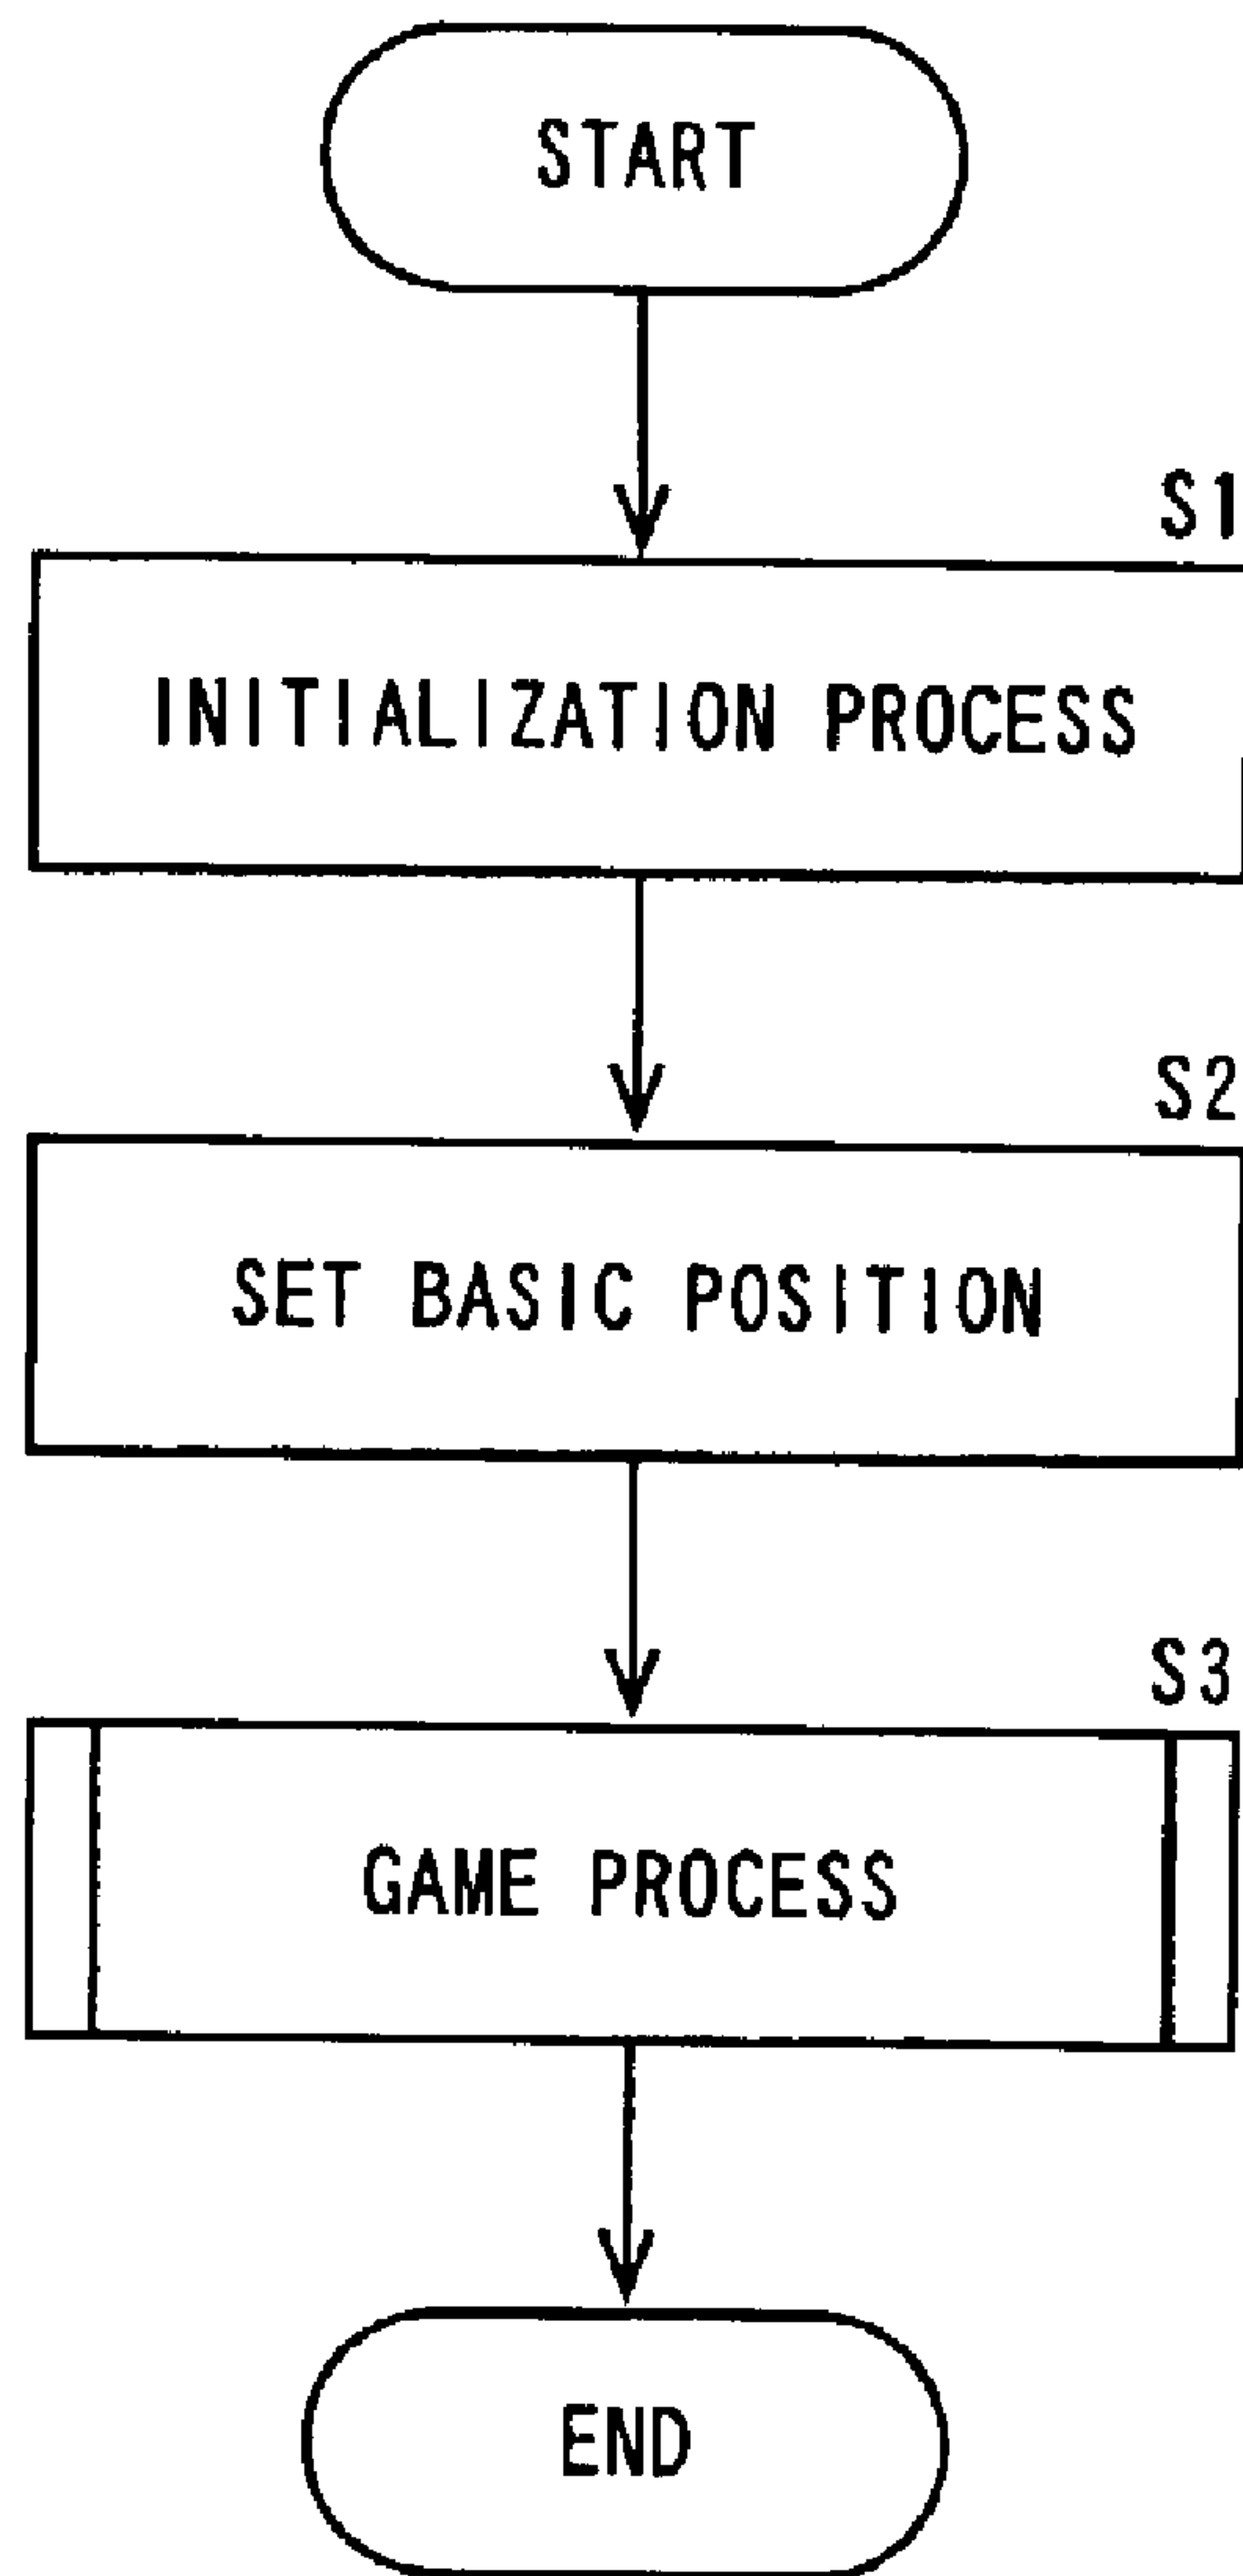 START
S1
INITIALIZATION PROCESS
S2
SET BASIC POSITION
S3
GAME PROCESS
END